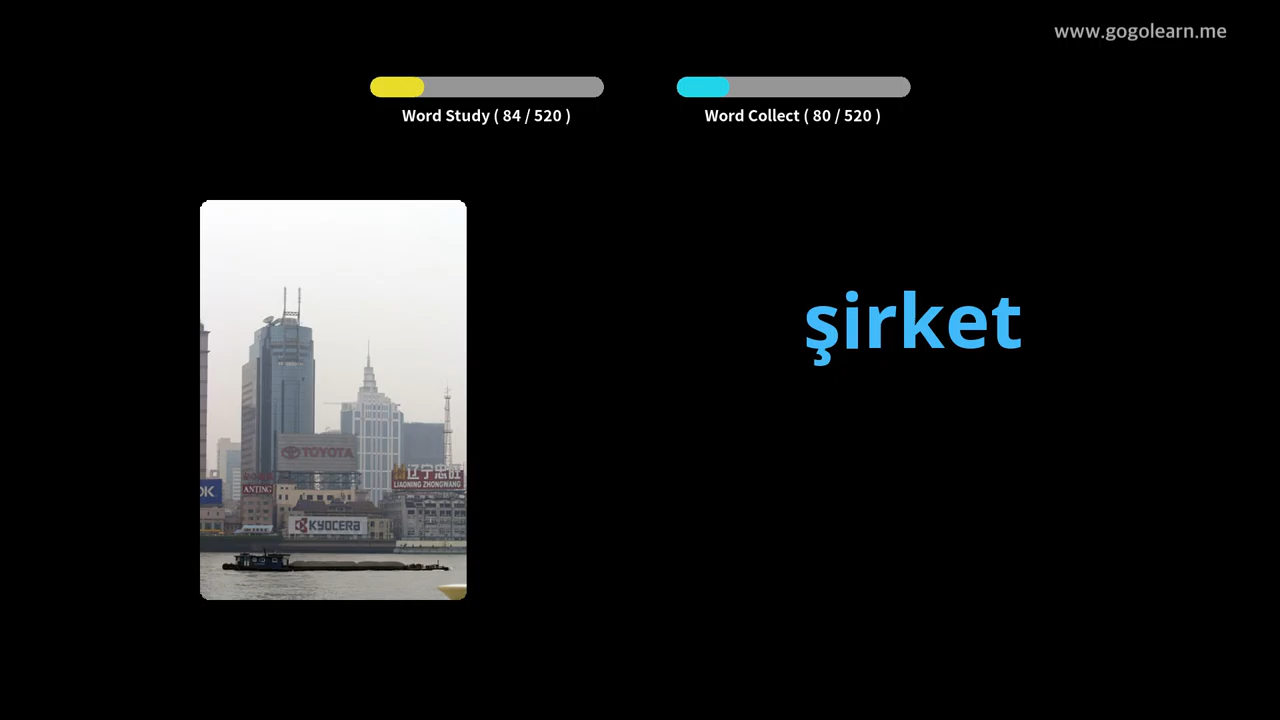 www.gogolearn.me
Word Study ( 84 / 520 )
Word Collect ( 80 / 520 )
şirket
TOYOTA
ANTING
LIAONING ZHONGWANG
KYOCERA